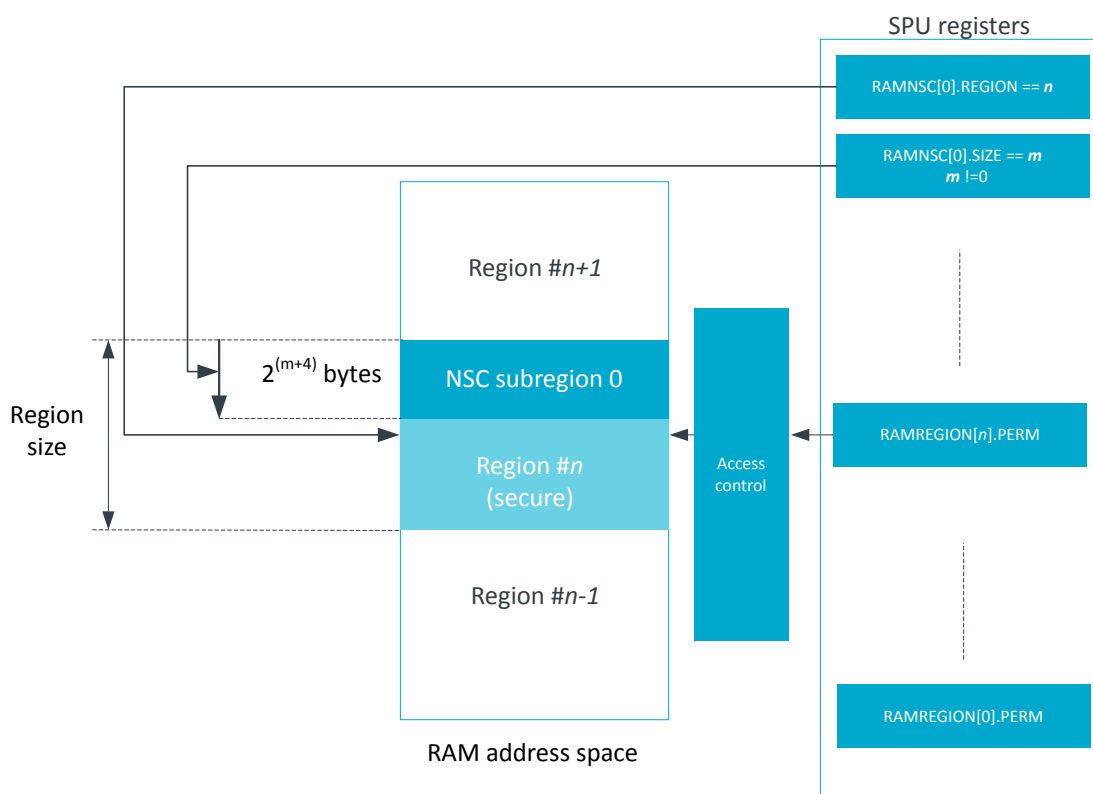 SPU registers
RAMNSC[0].REGION == n
RAMNSC[0].SIZE == m
m !=0
Region #n+1
2^(m+4) bytes
NSC subregion 0
Region
size
Region #n
(secure)
Access
control
RAMREGION[n].PERM
Region #n-1
RAMREGION[0].PERM
RAM address space